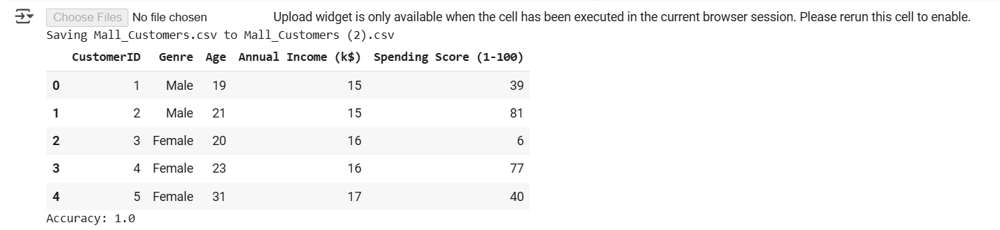 Choose Files No file chosen Upload widget is only available when the cell has been executed in the current browser session. Please rerun this cell to enable.
Saving Mall_Customers.csv to Mall_Customers (2).csv
CustomerID Genre Age Annual Income (k$) Spending Score (1-100)
0 1 Male 19 15 39
1 2 Male 21 15 81
2 3 Female 20 16 6
3 4 Female 23 16 77
4 5 Female 31 17 40
Accuracy: 1.0